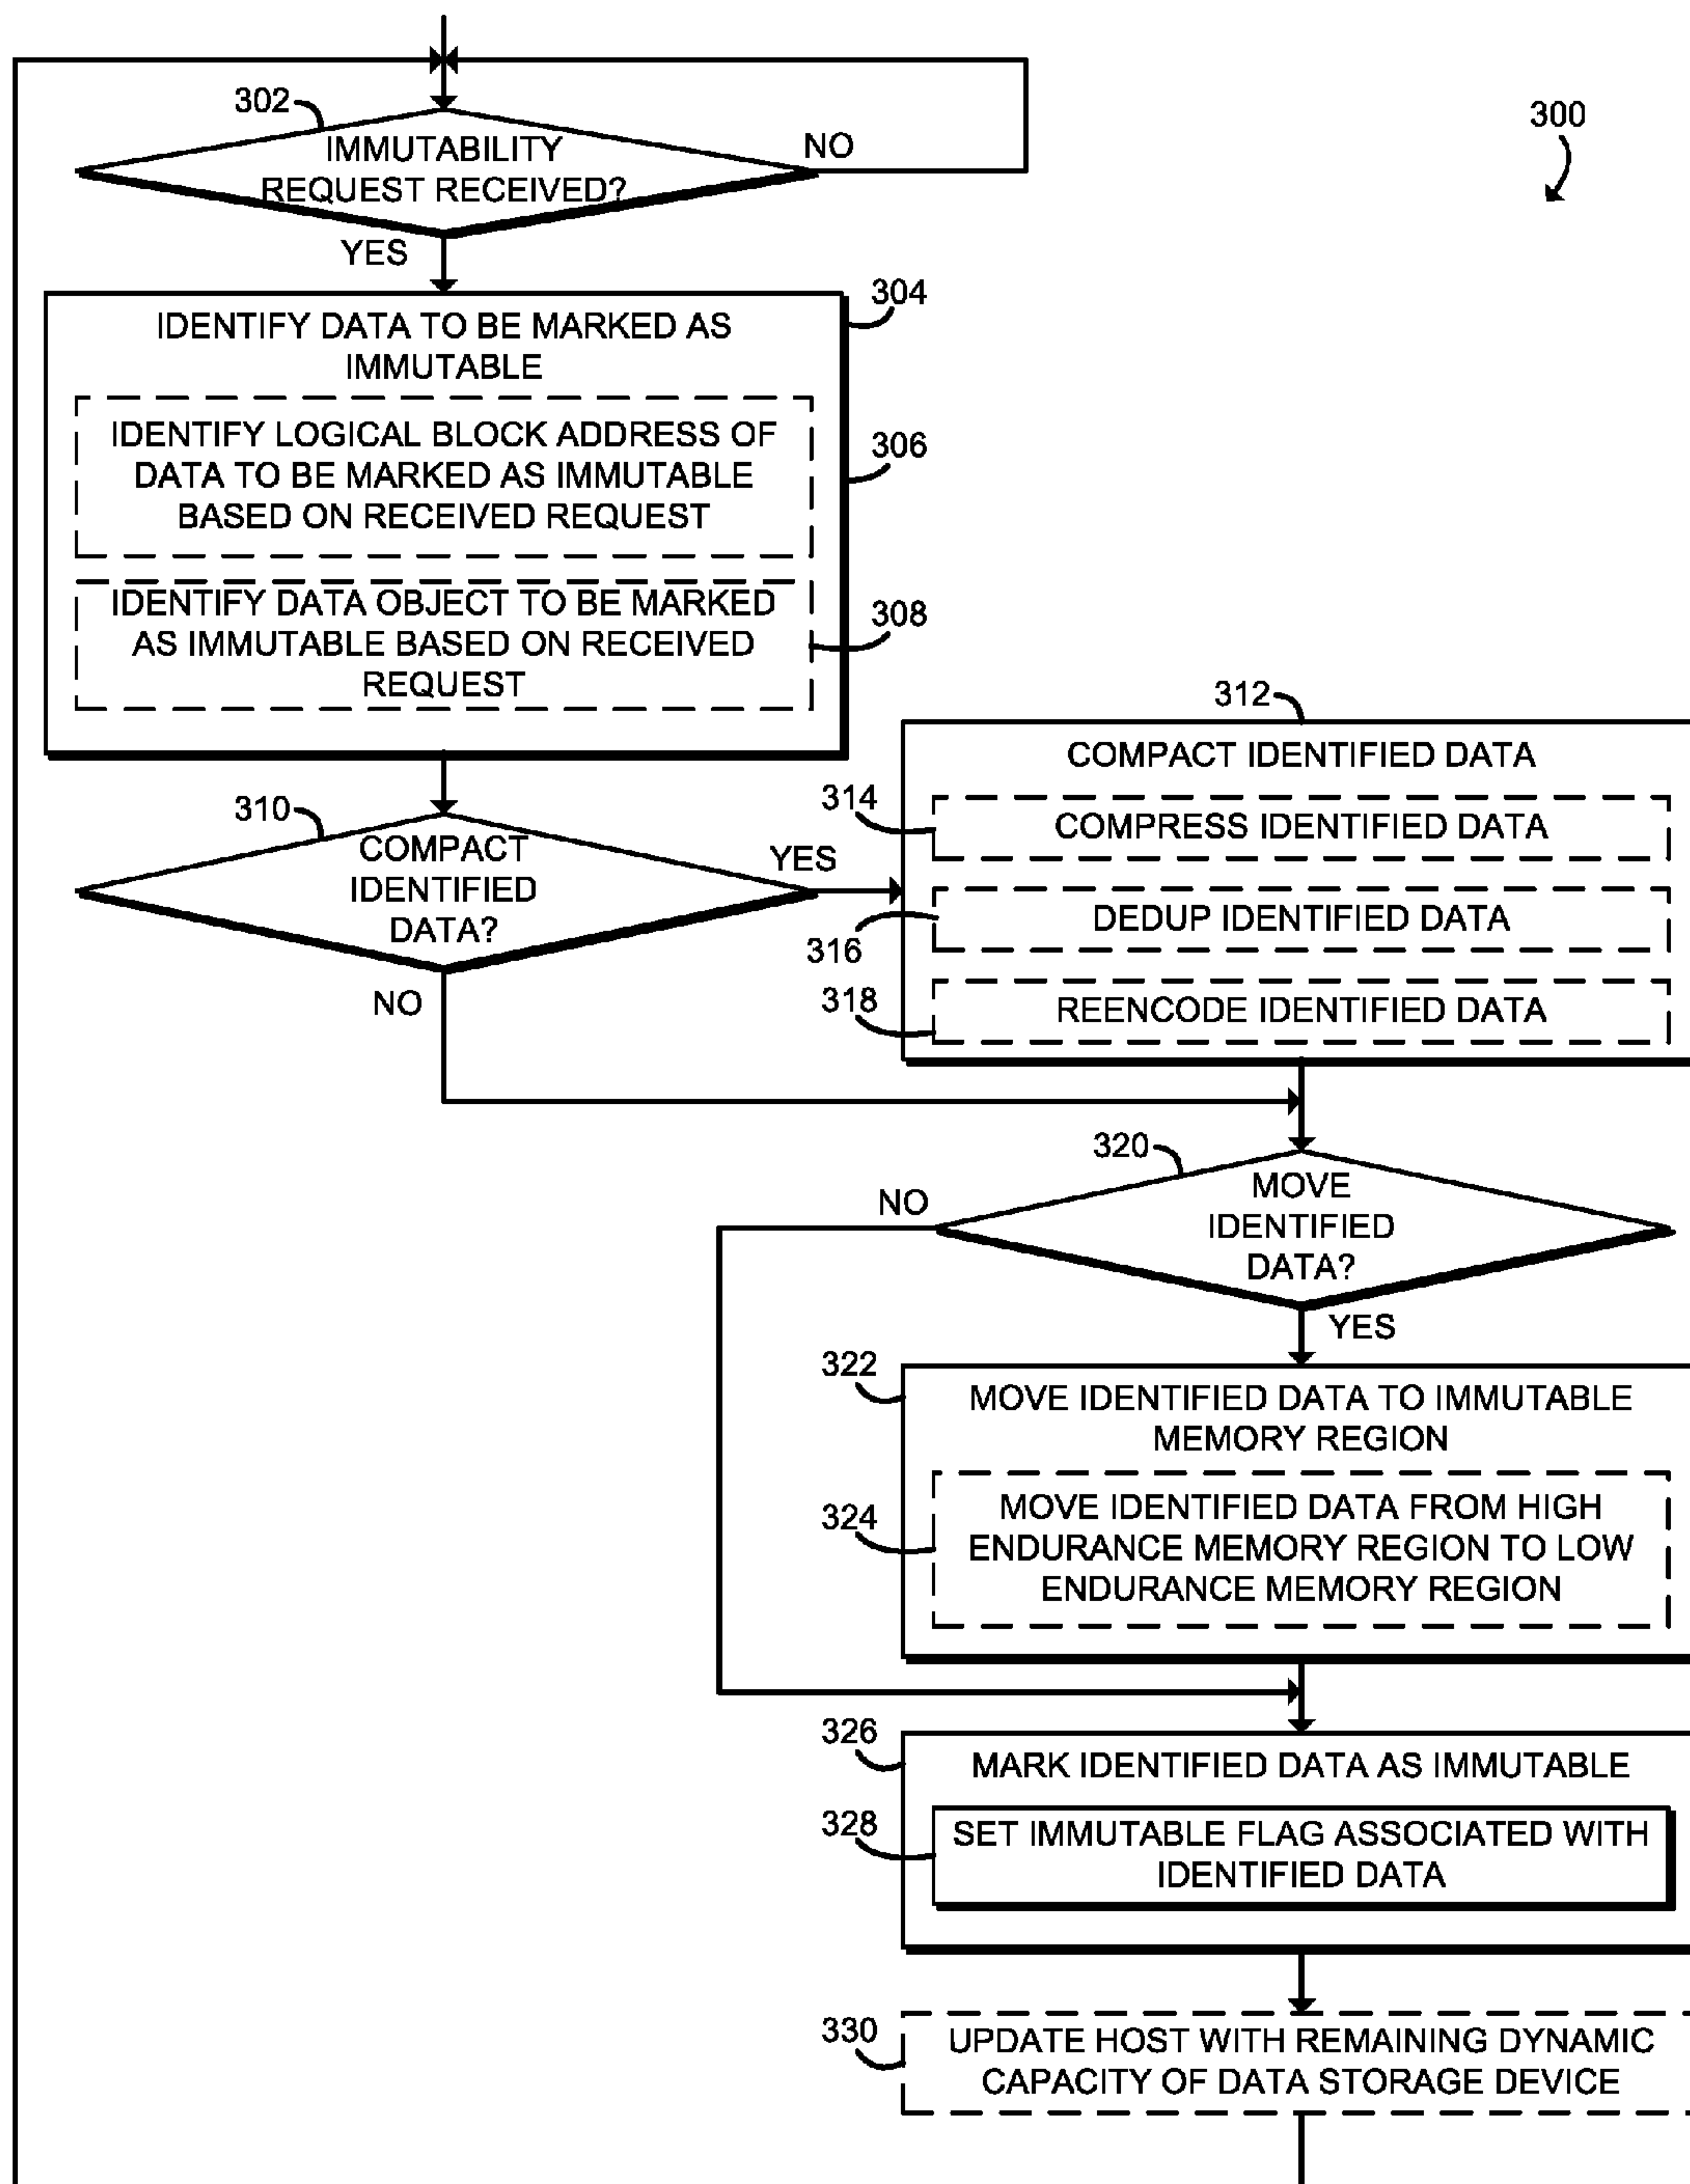 300
302
IMMUTABILITY
REQUEST RECEIVED?
NO
YES
304
IDENTIFY DATA TO BE MARKED AS
IMMUTABLE
306
IDENTIFY LOGICAL BLOCK ADDRESS OF
DATA TO BE MARKED AS IMMUTABLE
BASED ON RECEIVED REQUEST
308
IDENTIFY DATA OBJECT TO BE MARKED
AS IMMUTABLE BASED ON RECEIVED
REQUEST
310
COMPACT
IDENTIFIED
DATA?
YES
NO
312
COMPACT IDENTIFIED DATA
314
COMPRESS IDENTIFIED DATA
316
DEDUP IDENTIFIED DATA
318
REENCODE IDENTIFIED DATA
320
MOVE
IDENTIFIED
DATA?
NO
YES
322
MOVE IDENTIFIED DATA TO IMMUTABLE
MEMORY REGION
324
MOVE IDENTIFIED DATA FROM HIGH
ENDURANCE MEMORY REGION TO LOW
ENDURANCE MEMORY REGION
326
MARK IDENTIFIED DATA AS IMMUTABLE
328
SET IMMUTABLE FLAG ASSOCIATED WITH
IDENTIFIED DATA
330
UPDATE HOST WITH REMAINING DYNAMIC
CAPACITY OF DATA STORAGE DEVICE